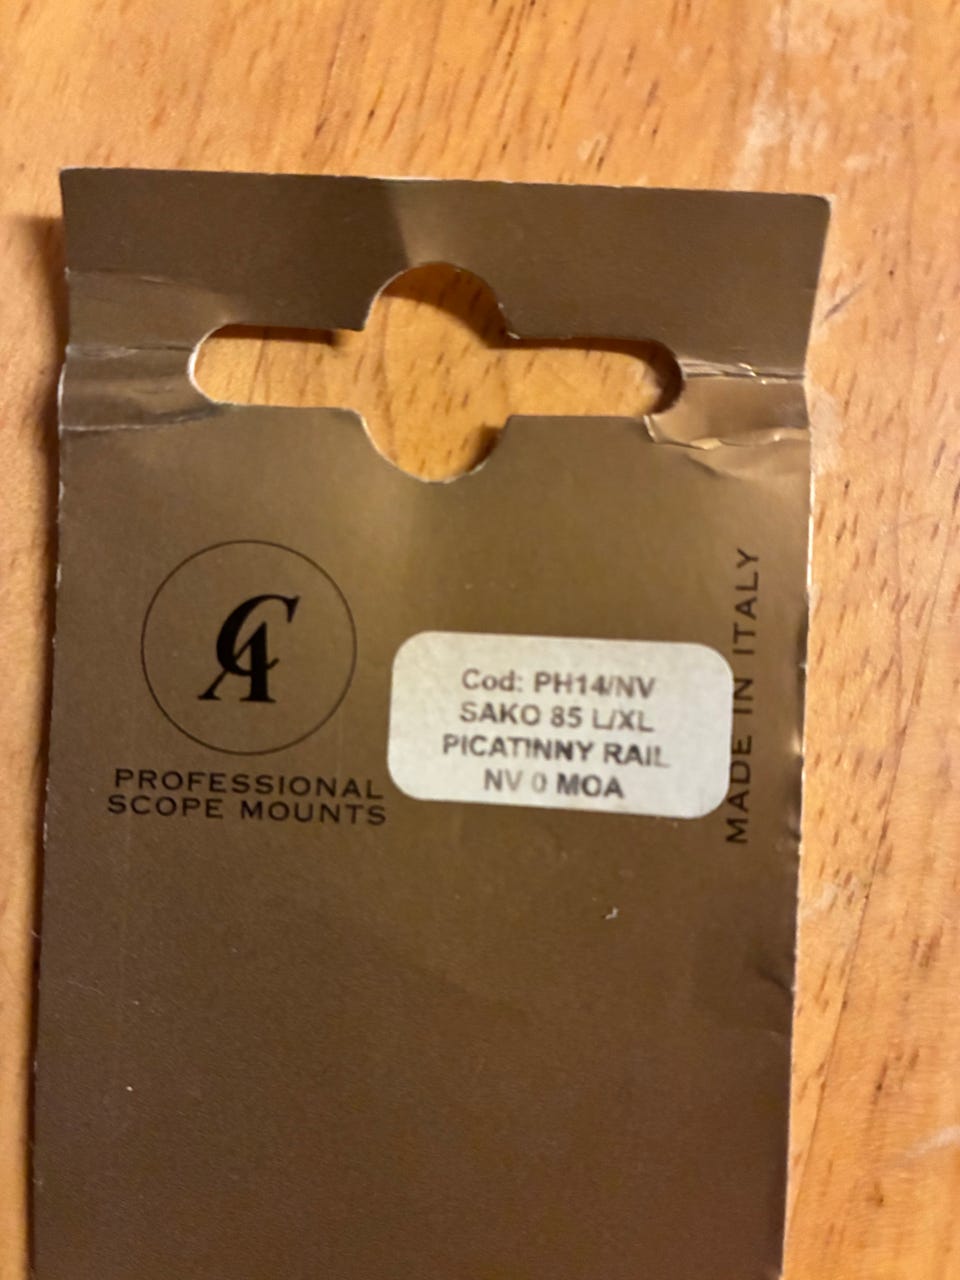 CA
PROFESSIONAL
SCOPE MOUNTS
Cod: PH14/NV
SAKO 85 L/XL
PICATINNY RAIL
NV 0 MOA
MADE IN ITALY